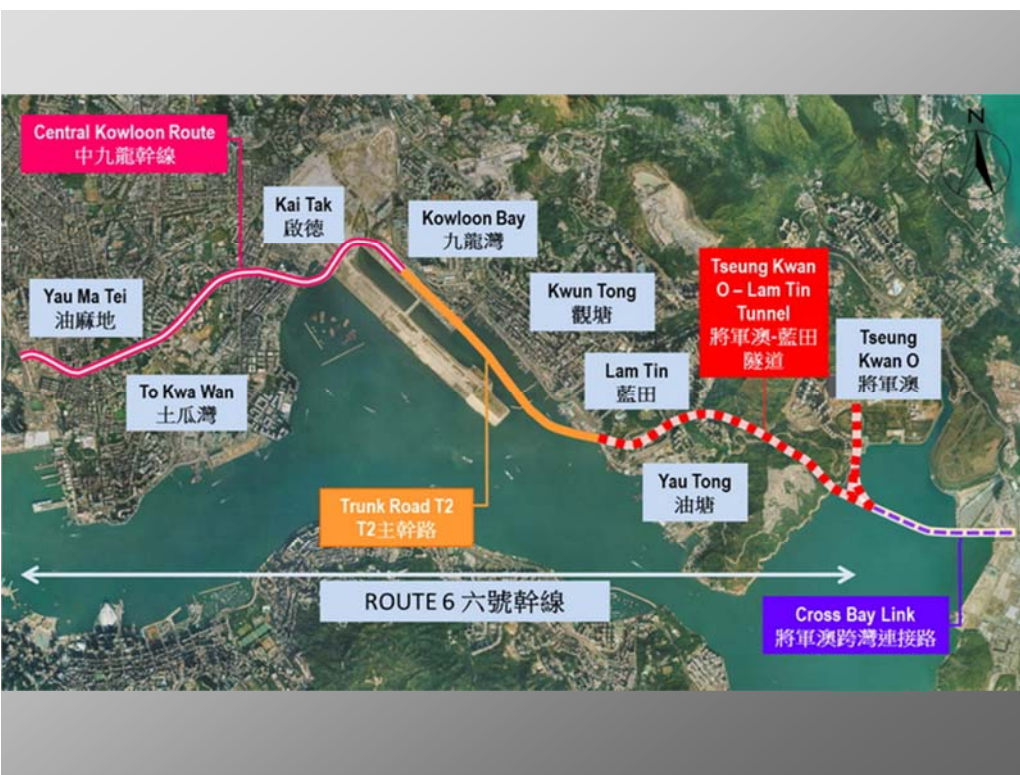 N
Central Kowloon Route
中九龍幹線
Kai Tak
啟德
Kowloon Bay
九龍灣
Yau Ma Tei
油麻地
Kwun Tong
觀塘
Tseung Kwan
O – Lam Tin
Tunnel
將軍澳-藍田
隧道
Tseung
Kwan O
將軍澳
To Kwa Wan
土瓜灣
Lam Tin
藍田
Yau Tong
油塘
Trunk Road T2
T2主幹路
ROUTE 6 六號幹線
Cross Bay Link
將軍澳跨灣連接路